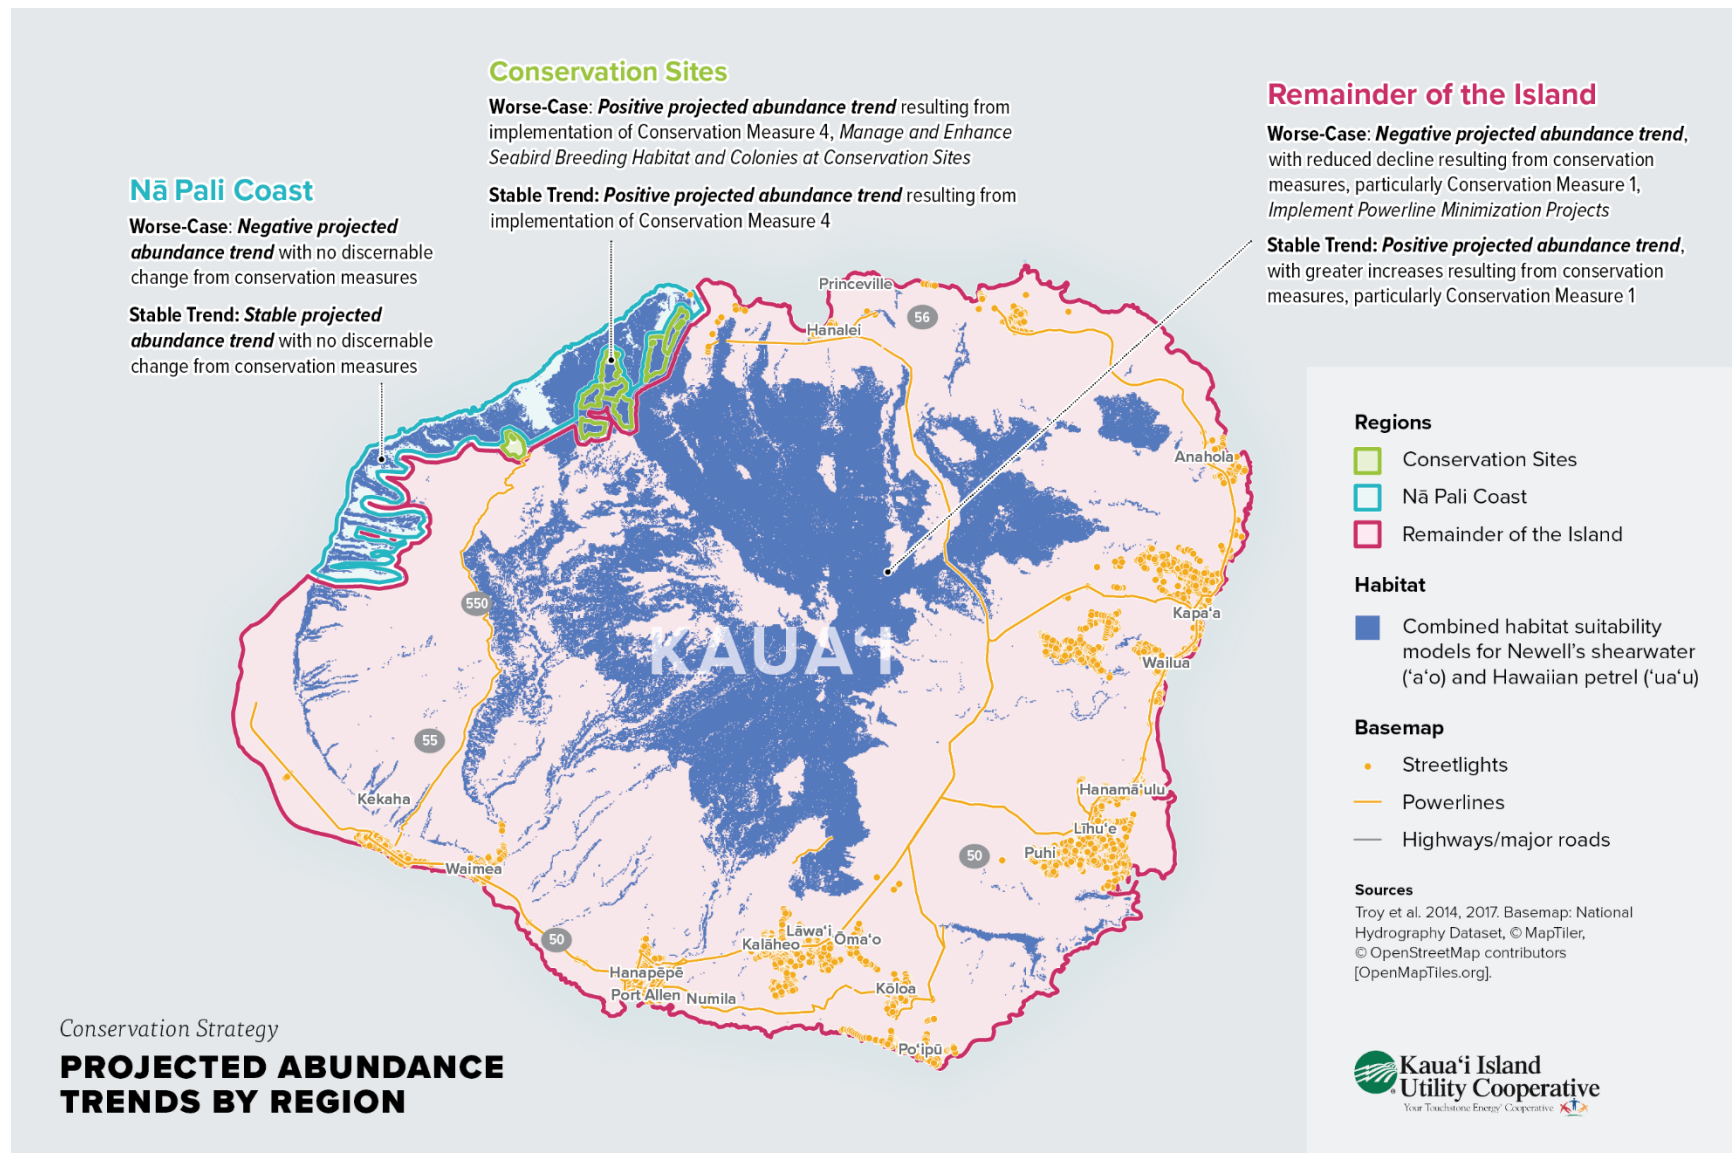 Conservation Sites
Worse-Case: Positive projected abundance trend resulting from
implementation of Conservation Measure 4, Manage and Enhance
Seabird Breeding Habitat and Colonies at Conservation Sites
Stable Trend: Positive projected abundance trend resulting from
implementation of Conservation Measure 4
Remainder of the Island
Worse-Case: Negative projected abundance trend,
with reduced decline resulting from conservation
measures, particularly Conservation Measure 1,
Implement Powerline Minimization Projects
Stable Trend: Positive projected abundance trend,
with greater increases resulting from conservation
measures, particularly Conservation Measure 1
Nā Pali Coast
Worse-Case: Negative projected
abundance trend with no discernable
change from conservation measures
Stable Trend: Stable projected
abundance trend with no discernable
change from conservation measures
Princeville
56
Hanalei
Anahola
550
Kapaʻa
KAUAʻI
Wailua
55
Kekaha
Hanamāʻulu
Līhuʻe
Puhi
50
Waimea
50
Lāwaʻi
Kalāheo
Ōmaʻo
Hanapēpē
Port Allen
Numila
Kōloa
Poʻipū
Regions
Conservation Sites
Nā Pali Coast
Remainder of the Island
Habitat
Combined habitat suitability
models for Newell’s shearwater
(ʻaʻo) and Hawaiian petrel (ʻuaʻu)
Basemap
Streetlights
Powerlines
Highways/major roads
Sources
Troy et al. 2014, 2017. Basemap: National
Hydrography Dataset, © MapTiler,
© OpenStreetMap contributors
[OpenMapTiles.org].
Conservation Strategy
PROJECTED ABUNDANCE
TRENDS BY REGION
Kauaʻi Island
Utility Cooperative
Your Touchstone Energy® Cooperative